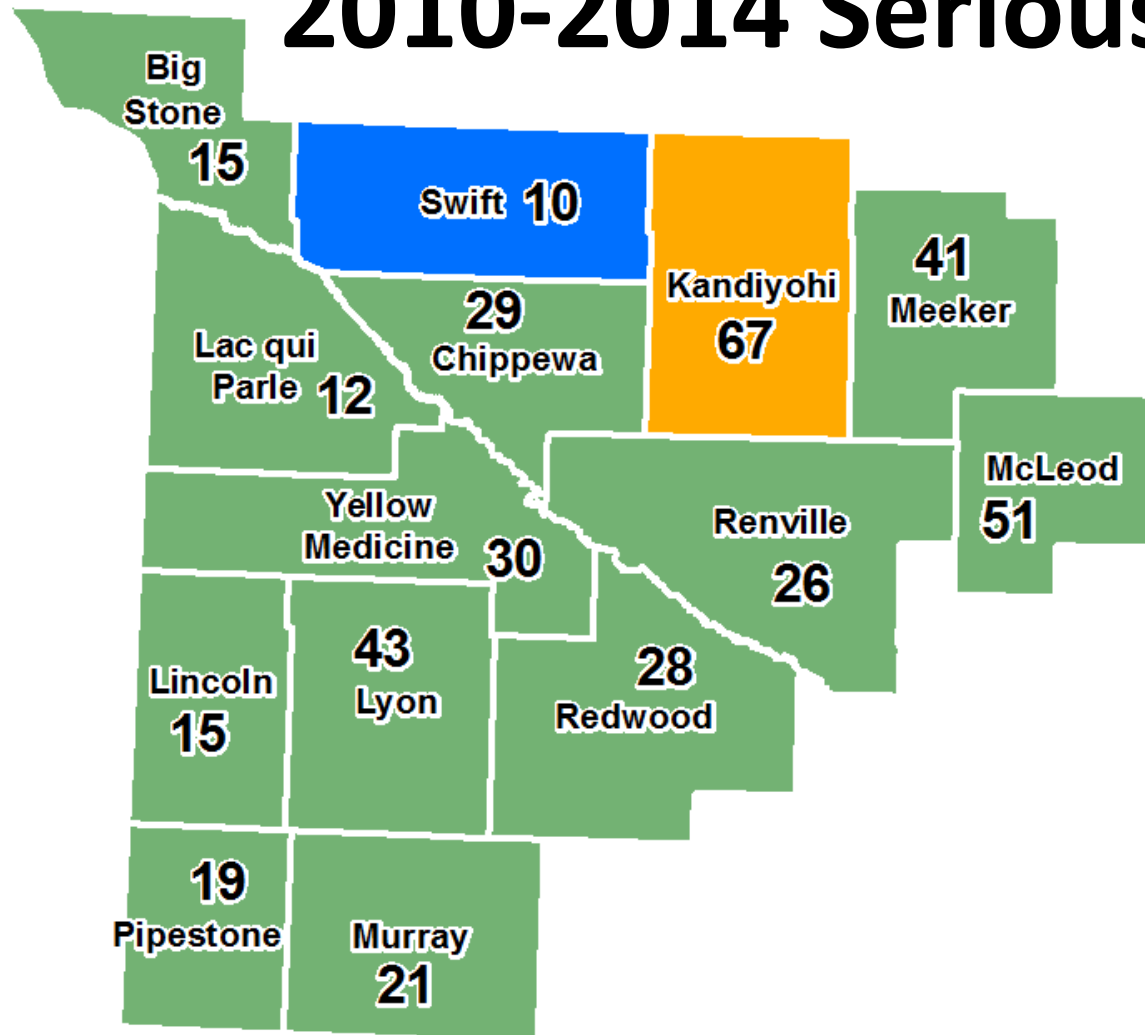 2010-2014 Serious
Big
Stone
15
Swift 10
Kandiyohi
67
41
Meeker
29
Chippewa
Lac qui
Parle 12
McLeod
51
Yellow
Medicine 30
Renville
26
43
Lyon
28
Redwood
Lincoln
15
19
Pipestone
Murray
21